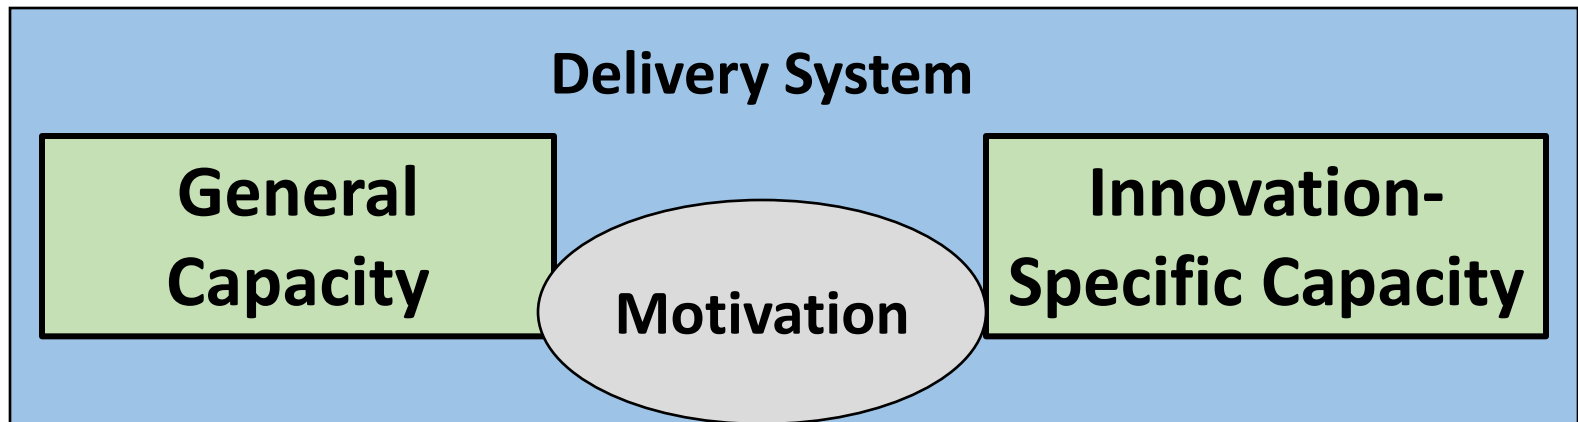 Delivery System
General
Capacity
Motivation
Innovation-
Specific Capacity